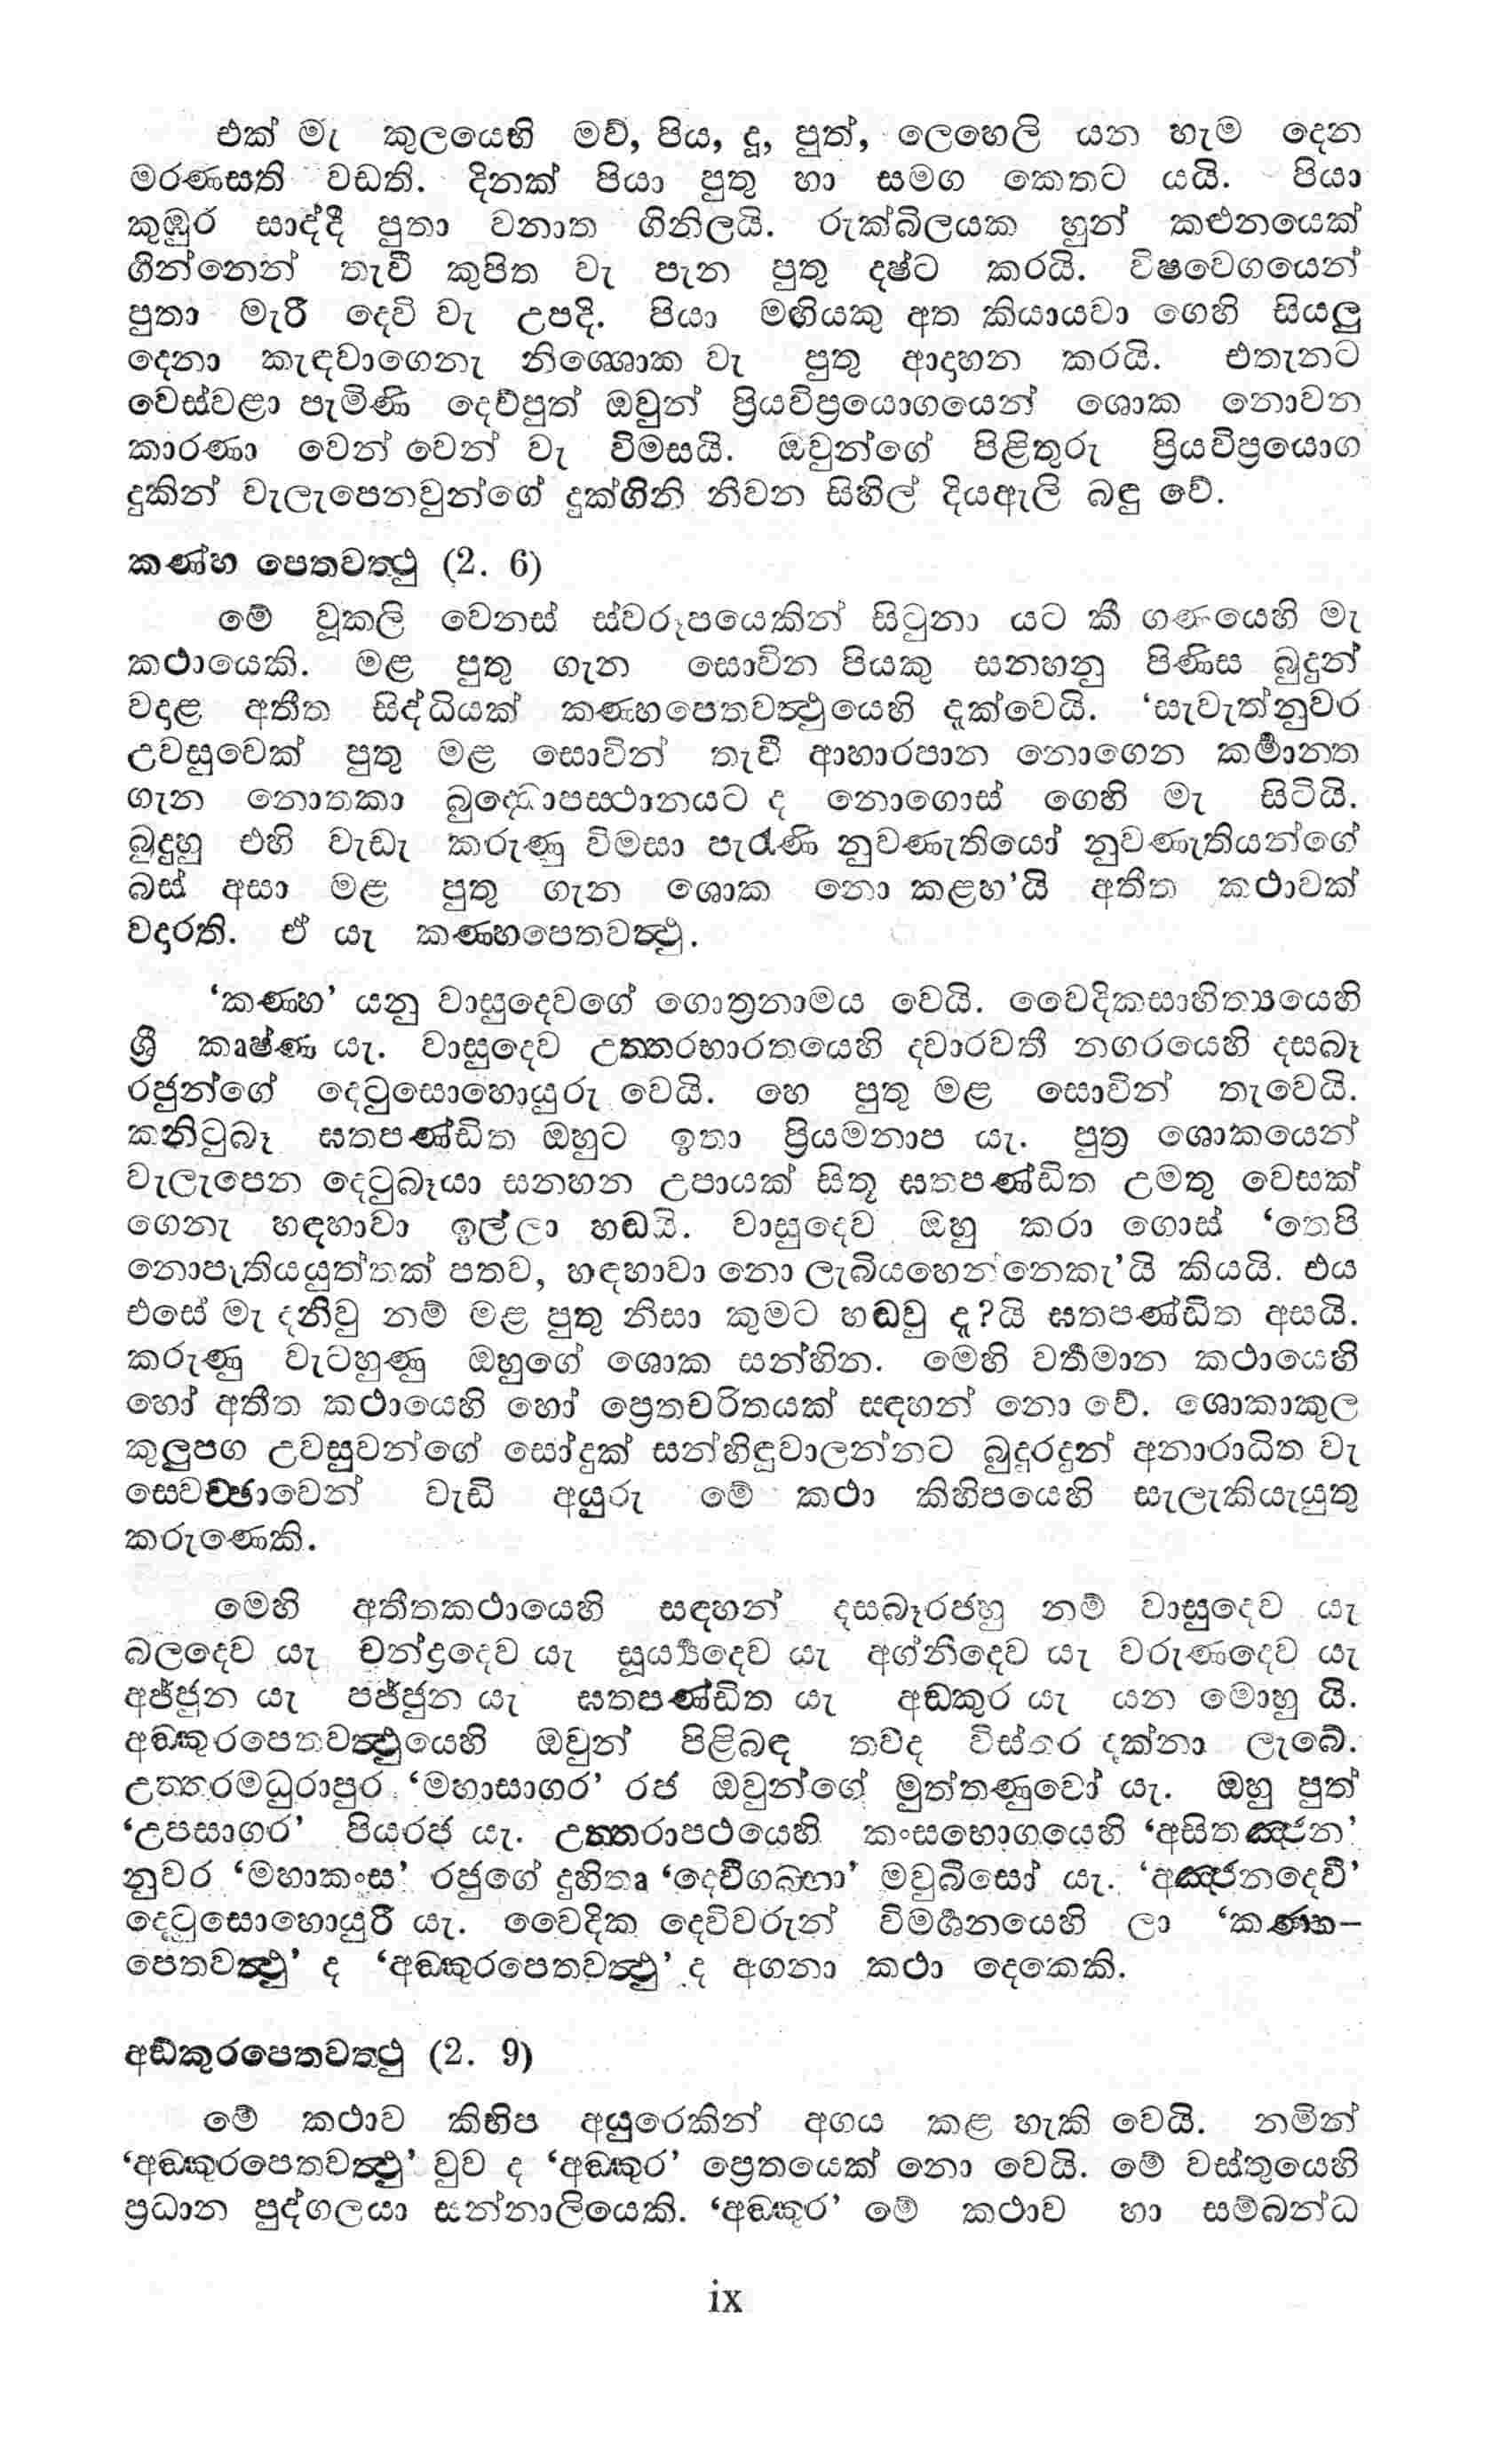 එක් මැ කුලයෙහි මව්, පිය, දූ, පුත්, ලෙහෙලි යන හැම දෙන
මරණසති වඩති. දිනක් පියා පුතු හා සමග කෙතට යයි. පියා
කුඹුර සාද්දී පුතා වනාත ගිනිලයි. රුක්බිලයක හුන් කළුනයෙක්
ගින්නෙන් තැවී කුපිත වැ පැන පුතු දෂ්ට කරයි. විෂවෙගයෙන්
පුතා මැරී දෙවි වැ උපදි. පියා මඟියකු අත කියායවා ගෙහි සියලු
දෙනා කැඳවාගෙනැ නිශ්ශොක වැ පුතු ආදාහන කරයි. එතැනට
වෙස්වළා පැමිණි දෙව්පුත් ඔවුන් ප්‍රියවිප්‍රයොගයෙන් ශොක නොවන
කාරණා වෙන් වෙන් වැ විමසයි. ඔවුන්ගේ පිළිතුරු ප්‍රියවිප්‍රයොග
දුකින් වැලැපෙනවුන්ගේ දුක්ගිනි නිවන සිහිල් දියඇලි බඳු වේ.
කණ්හ පෙතවත්‍ථු (2. 6)
මේ වූකලි වෙනස් ස්වරූපයෙකින් සිටුනා යට කී ගණයෙහි මැ
කථායෙකි. මළ පුතු ගැන සොවින පියකු සනහනු පිණිස බුදුන්
වදාළ අතීත සිද්ධියක් කණ්හපෙතවත්‍ථුයෙහි දැක්වෙයි. ‘සැවැත්නුවර
උවසුවෙක් පුතු මළ සොවින් තැවී ආහාරපාන නොගෙන කර්‍මාන්ත
ගැන නොතකා බුද්ධොපස්ථානයට ද නොගොස් ගෙහි මැ සිටියි.
බුදුහු එහි වැඩැ කරුණු විමසා පැරැණි නුවණැතියෝ නුවණැතියන්ගේ
බස් අසා මළ පුතු ගැන ශොක නො කළහ’යි අතීත කථාවක්
වදාරති. ඒ යැ කණ්හපෙතවත්‍ථු.
‘කණ්හ’ යනු වාසුදෙවගේ ගොත්‍රනාමය වෙයි. වෛදිකසාහිත්‍යයෙහි
ශ්‍රී කෘෂ්ණ යැ. වාසුදෙව උත්තරභාරතයෙහි ද්වාරවතී නගරයෙහි දසබෑ
රජුන්ගේ දෙටුසොහොයුරු වෙයි. හෙ පුතු මළ සොවින් තැවෙයි.
කනිටුබෑ ඝතපණ්ඩිත ඔහුට ඉතා ප්‍රියමනාප යැ. පුත්‍ර ශොකයෙන්
වැලැපෙන දෙටුබෑයා සනහන උපායක් සිතූ ඝතපණ්ඩිත උමතු වෙසක්
ගෙනැ හඳහාවා ඉල්ලා හඬයි. වාසුදෙව ඔහු කරා ගොස් ‘තෙපි
නොපැතියයුත්තක් පතව, හඳහාවා නො ලැබියහෙන්නෙකැ’යි කියයි. එය
එසේ මැ දනිවු නම් මළ පුතු නිසා කුමට හඬවු දැ?යි ඝතපණ්ඩිත අසයි.
කරුණු වැටහුණු ඔහුගේ ශොක සන්හින. මෙහි වර්‍තමාන කථායෙහි
හෝ අතීත කථායෙහි හෝ ප්‍රෙතචරිතයක් සඳහන් නො වේ. ශොකාකුල
කුලුපග උවසුවන්ගේ සෝදුක් සන්හිඳුවාලන්නට බුදුරදුන් අනාරාධිත වැ
සෙවච්ඡාවෙන් වැඩි අයුරු මේ කථා කිහිපයෙහි සැලැකියැයුතු
කරුණෙකි.
මෙහි අතීතකථායෙහි සඳහන් දසබෑරජහු නම් වාසුදෙව යැ
බලදෙව යැ චන්ද්‍රදෙව යැ සූර්‍ය්‍යදෙව යැ අග්නිදෙව යැ වරුණදෙව යැ
අජ්ජුන යැ පජ්ජුන යැ ඝතපණ්ඩිත යැ අඞ්කුර යැ යන මොහු යි.
අඞ්කුරපෙතවත්‍ථුයෙහි ඔවුන් පිළිබඳ තවද විස්තර දක්නා ලැබේ.
උත්තරමධුරාපුර ‘මහාසාගර’ රජ ඔවුන්ගේ මුත්තණුවෝ යැ. ඔහු පුත්
‘උපසාගර’ පියරජ යැ. උත්තරාපථයෙහි කංසභොගයෙහි ‘අසිතඤ්ජන’
නුවර ‘මහාකංස’ රජුගේ දුහිතෘ ‘දෙවිගබ්භා’ මවුබිසෝ යැ. ‘අඤ්ජනදෙවී’
දෙටුසොහොයුරී යැ. වෛදික දෙවිවරුන් විමර්‍ශනයෙහි ලා ‘කණ්හ–
පෙතවත්‍ථු’ ද ‘අඞ්කුරපෙතවත්‍ථු’ ද අගනා කථා දෙකෙකි.
අඞ්කුරපෙතවත්‍ථු (2. 9)
මේ කථාව කිහිප අයුරෙකින් අගය කළ හැකි වෙයි. නමින්
‘අඞ්කුරපෙතවත්‍ථු’ වුව ද ‘අඞ්කුර’ ප්‍රෙතයෙක් නො වෙයි. මේ වස්තුයෙහි
ප්‍රධාන පුද්ගලයා සන්නාලියෙකි. ‘අඞ්කුර’ මේ කථාව හා සම්බන්ධ
ix